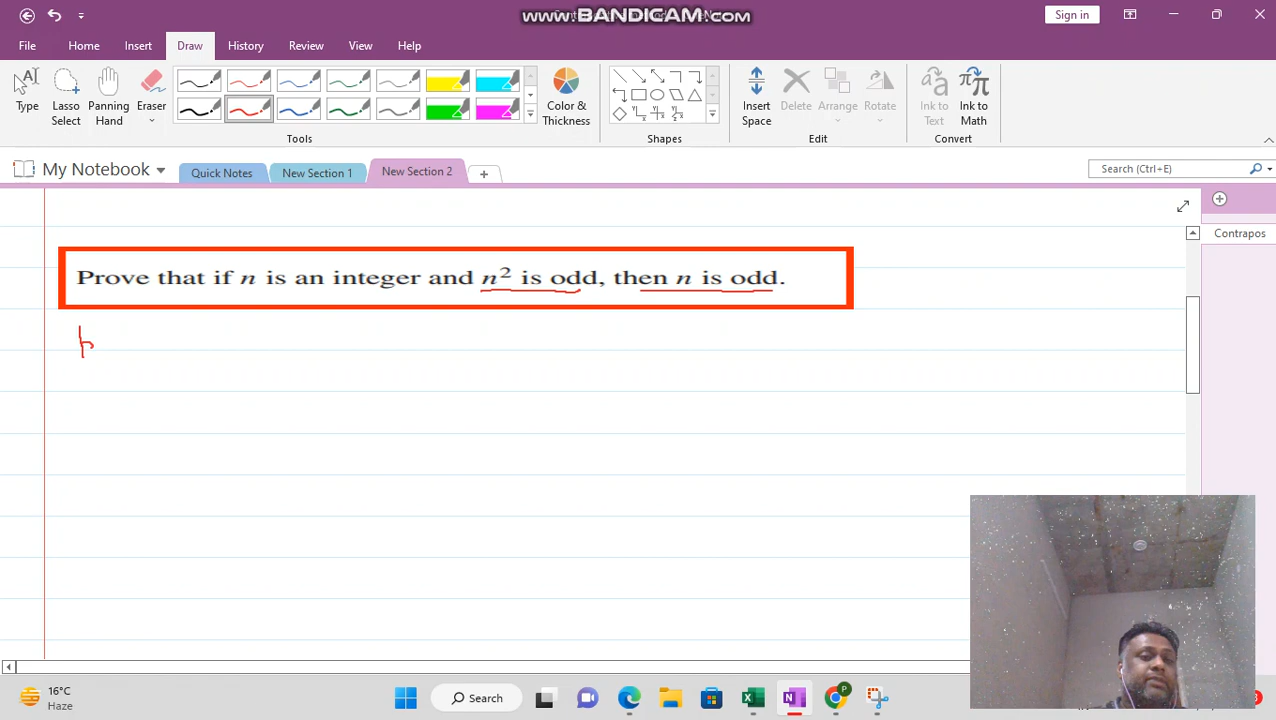 www.BANDICAM.com
Sign in
File Home Insert Draw History Review View Help
Type Lasso Select Panning Hand Eraser Color & Thickness Insert Space Delete Arrange Rotate Ink to Text Ink to Math
Tools Shapes Edit Convert
My Notebook Quick Notes New Section 1 New Section 2 Search (Ctrl+E)
Contrapos
Prove that if n is an integer and n² is odd, then n is odd.
16°C
Haze
Search